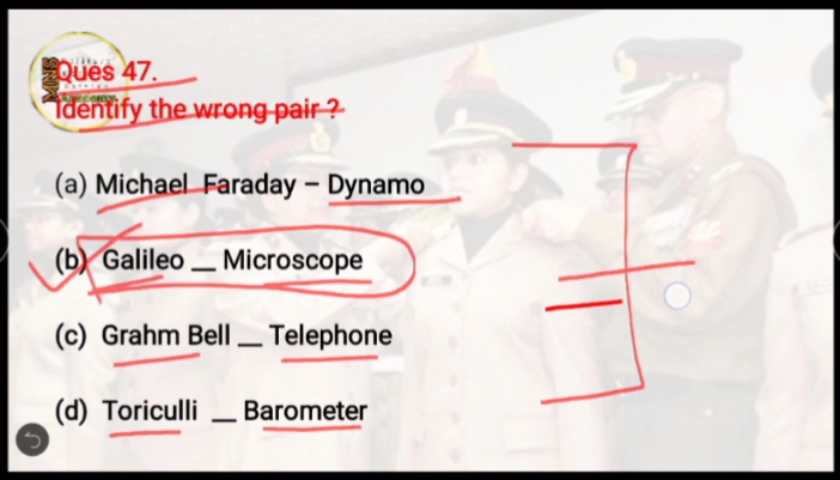 MNS
Ques 47.
Identify the wrong pair ?
(a) Michael Faraday – Dynamo
(b) Galileo __ Microscope
(c) Grahm Bell __ Telephone
(d) Toriculli __ Barometer